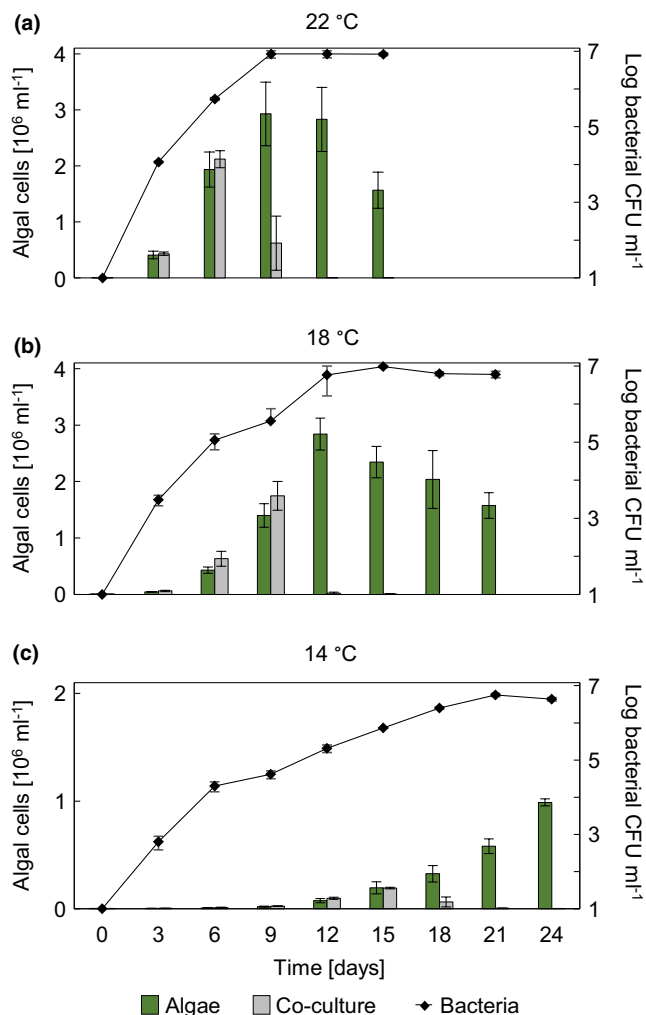 (a)
22 °C
Algal cells [10⁶ ml⁻¹]
4
3
2
1
0
7
5
3
1
Log bacterial CFU ml⁻¹
(b)
18 °C
Algal cells [10⁶ ml⁻¹]
4
3
2
1
0
7
5
3
1
Log bacterial CFU ml⁻¹
(c)
14 °C
Algal cells [10⁶ ml⁻¹]
2
1
0
7
5
3
1
Log bacterial CFU ml⁻¹
0 3 6 9 12 15 18 21 24
Time [days]
Algae Co-culture Bacteria